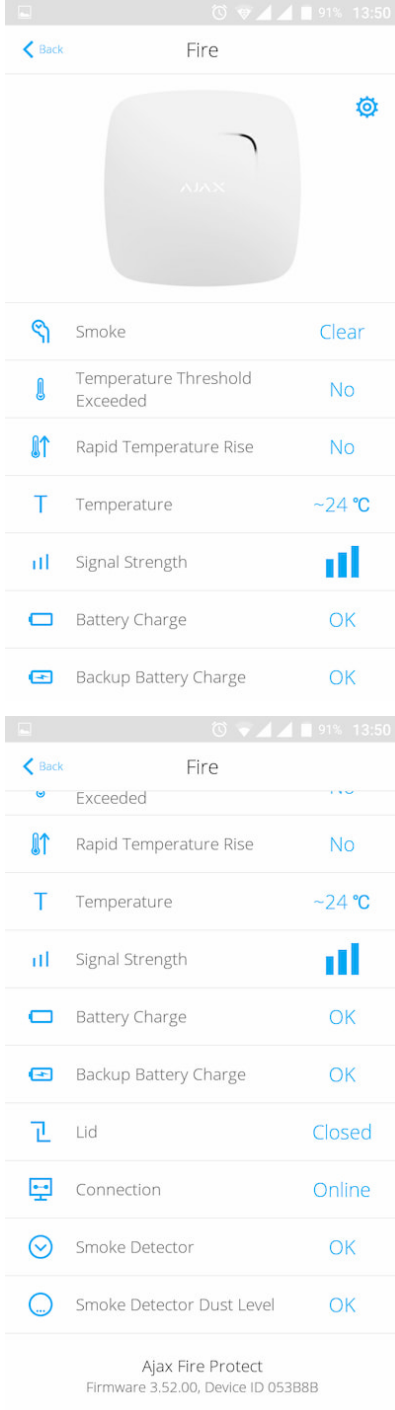 91% 13:50
Back
Fire
AJAX
Smoke Clear
Temperature Threshold
Exceeded No
Rapid Temperature Rise No
T Temperature ~24 °C
Signal Strength
Battery Charge OK
Backup Battery Charge OK
91% 13:50
Back
Fire
Exceeded No
Rapid Temperature Rise No
T Temperature ~24 °C
Signal Strength
Battery Charge OK
Backup Battery Charge OK
Lid Closed
Connection Online
Smoke Detector OK
Smoke Detector Dust Level OK
Ajax Fire Protect
Firmware 3.52.00, Device ID 053B8B